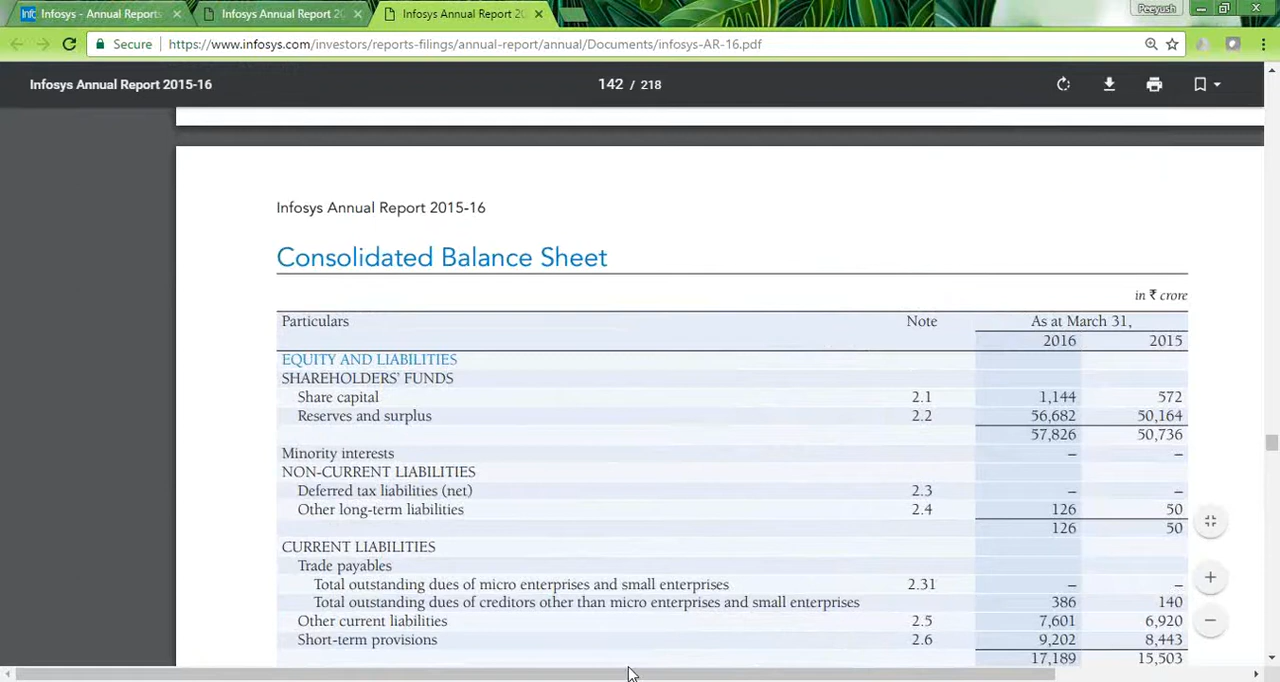 Infosys - Annual Reports
Infosys Annual Report 20
Infosys Annual Report 20
Peeyush
Secure
https://www.infosys.com/investors/reports-filings/annual-report/annual/Documents/infosys-AR-16.pdf
Infosys Annual Report 2015-16
142 / 218
Infosys Annual Report 2015-16
Consolidated Balance Sheet
in ₹ crore
Particulars Note As at March 31,
2016 2015
EQUITY AND LIABILITIES
SHAREHOLDERS' FUNDS
Share capital 2.1 1,144 572
Reserves and surplus 2.2 56,682 50,164
57,826 50,736
Minority interests – –
NON-CURRENT LIABILITIES
Deferred tax liabilities (net) 2.3 – –
Other long-term liabilities 2.4 126 50
126 50
CURRENT LIABILITIES
Trade payables
Total outstanding dues of micro enterprises and small enterprises 2.31 – –
Total outstanding dues of creditors other than micro enterprises and small enterprises 386 140
Other current liabilities 2.5 7,601 6,920
Short-term provisions 2.6 9,202 8,443
17,189 15,503